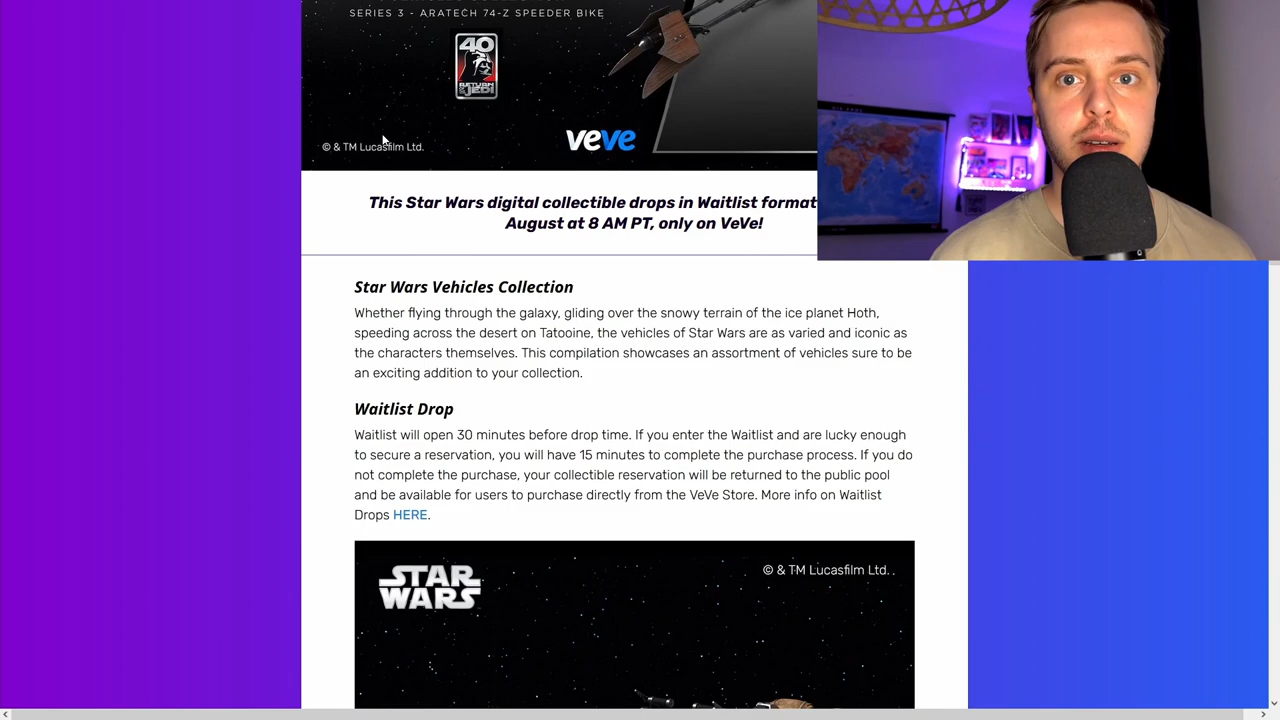 SERIES 3 - ARATECH 74-Z SPEEDER BIKE
40
RETURN
OF THE
JEDI
© & TM Lucasfilm Ltd.
veve
This Star Wars digital collectible drops in Waitlist format
August at 8 AM PT, only on VeVe!
Star Wars Vehicles Collection
Whether flying through the galaxy, gliding over the snowy terrain of the ice planet Hoth,
speeding across the desert on Tatooine, the vehicles of Star Wars are as varied and iconic as
the characters themselves. This compilation showcases an assortment of vehicles sure to be
an exciting addition to your collection.
Waitlist Drop
Waitlist will open 30 minutes before drop time. If you enter the Waitlist and are lucky enough
to secure a reservation, you will have 15 minutes to complete the purchase process. If you do
not complete the purchase, your collectible reservation will be returned to the public pool
and be available for users to purchase directly from the VeVe Store. More info on Waitlist
Drops HERE.
STAR
WARS
© & TM Lucasfilm Ltd.